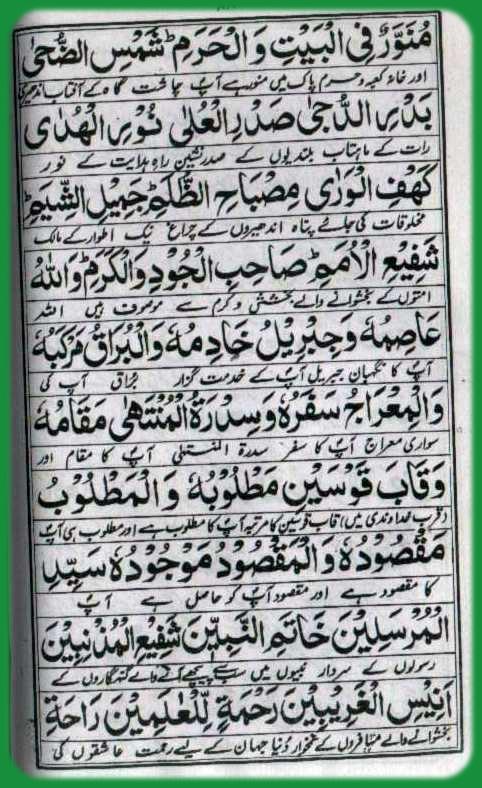 مُنَوَّرٌ فِي الْبَيْتِ وَالْحَرَمِ شَمْسِ الضُّحٰى
اور خانہ کعبہ و حرم پاک میں منور ہے آپؐ چاشت گاہ کے آفتاب اندھیری
بَدْرِ الدُّجٰى صَدْرِ الْعُلٰى نُوْرِ الْهُدٰى
رات کے ماہتاب بلندیوں کے صدر نشین راہ ہدایت کے نور
كَهْفِ الْوَرٰى مِصْبَاحِ الظُّلَمِ جَمِيْلِ الشِّيَمِ
مخلوقات کی جائے پناہ اندھیروں کے چراغ نیک اطوار کے مالک
شَفِيْعِ الْاُمَمِ صَاحِبِ الْجُوْدِ وَالْكَرَمِ وَاللّٰهُ
امتوں کے بخشوانے والے بخشش و کرم سے موصوف ہیں اللہ
عَاصِمُهٗ وَجِبْرِيْلُ خَادِمُهٗ وَالْبُرَاقُ مَرْكَبُهٗ
آپؐ کا نگہبان جبریل آپؐ کے خدمت گزار براق آپؐ کی
وَالْمِعْرَاجُ سَفَرُهٗ وَسِدْرَةُ الْمُنْتَهٰى مَقَامُهٗ
سواری معراج آپؐ کا سفر سدرۃ المنتہیٰ آپؐ کا مقام اور
وَقَابَ قَوْسَيْنِ مَطْلُوْبُهٗ وَالْمَطْلُوْبُ
(قرب خداوندی میں) قاب قوسین کا مرتبہ آپؐ کا مطلوب ہے اور مطلوب ہی آپؐ
مَقْصُوْدُهٗ وَالْمَقْصُوْدُ مَوْجُوْدُهٗ سَيِّدِ
کا مقصود ہے اور مقصود آپؐ کو حاصل ہے آپؐ
الْمُرْسَلِيْنَ خَاتَمِ النَّبِيِّيْنَ شَفِيْعِ الْمُذْنِبِيْنَ
رسولوں کے سردار نبیوں میں سب سے پیچھے آنے والے گنہگاروں کے
اَنِيْسِ الْغَرِيْبِيْنَ رَحْمَةٍ لِّلْعٰلَمِيْنَ رَاحَةِ
بخشوانے والے مسافروں کے غمخوار دنیا جہان کے لیے رحمت عاشقوں کی